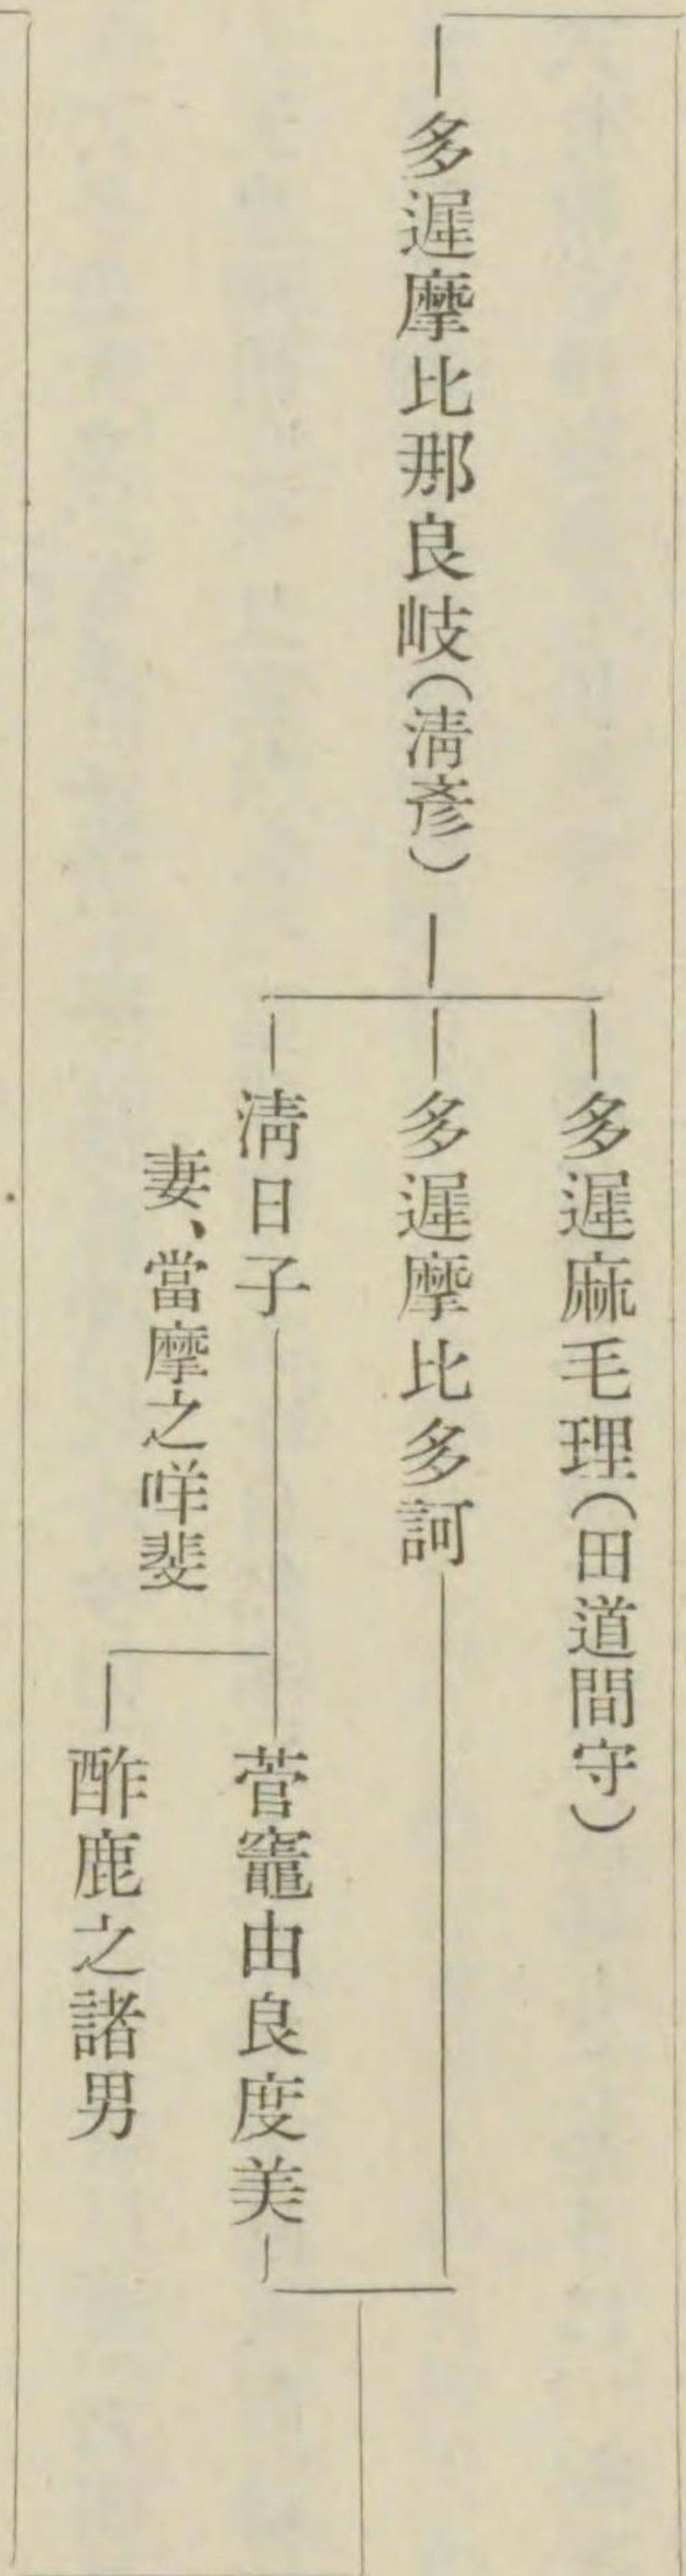 多遲摩比那良岐(淸彥)
多遲麻毛理(田道間守)
多遲摩比多訶
淸日子
妻、當摩之咩斐
菅竈由良度美
酢鹿之諸男